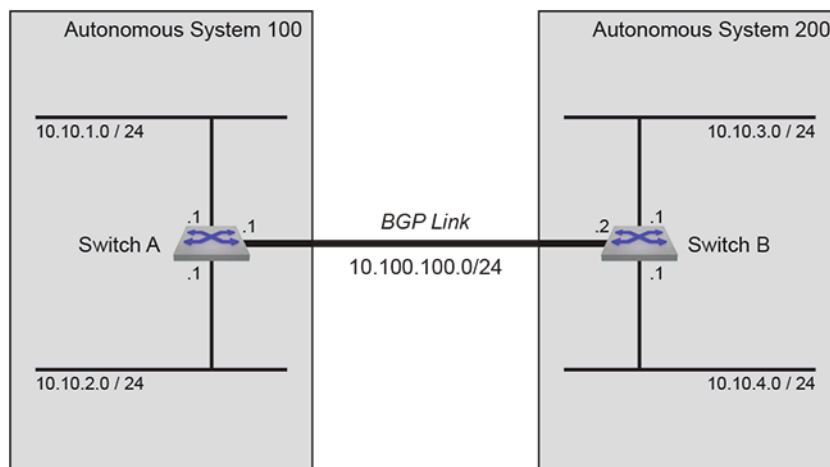 Autonomous System 100
Autonomous System 200
10.10.1.0 / 24
10.10.3.0 / 24
.1
.1
BGP Link
.2
.1
Switch A
Switch B
.1
10.100.100.0/24
.1
10.10.2.0 / 24
10.10.4.0 / 24